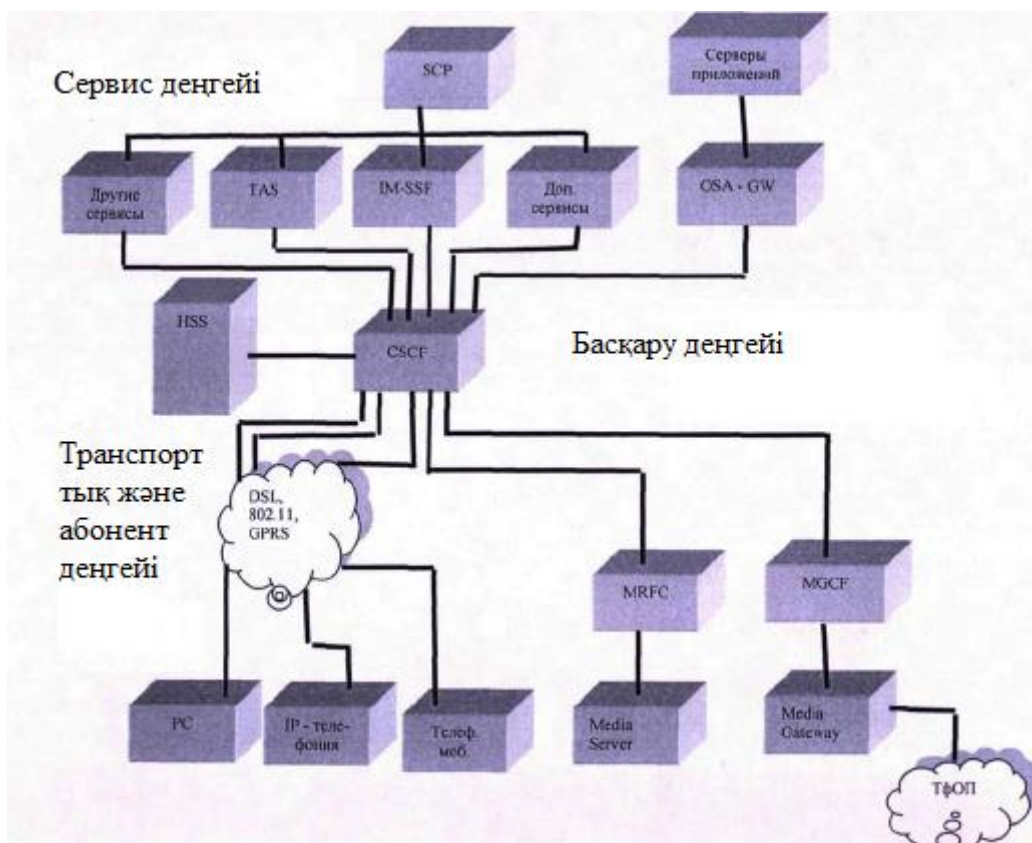 Сервис деңгейі
SCP
Серверы
приложений
Другие
сервисы
TAS
IM-SSF
Доп.
сервисы
OSA - GW
HSS
CSCF
Басқару деңгейі
Транспорт
тық және
абонент
деңгейі
DSL,
802.11,
GPRS
MRFC
MGCF
PC
IP - теле-
фония
Телеф.
моб.
Media
Server
Media
Gateway
ТфОП